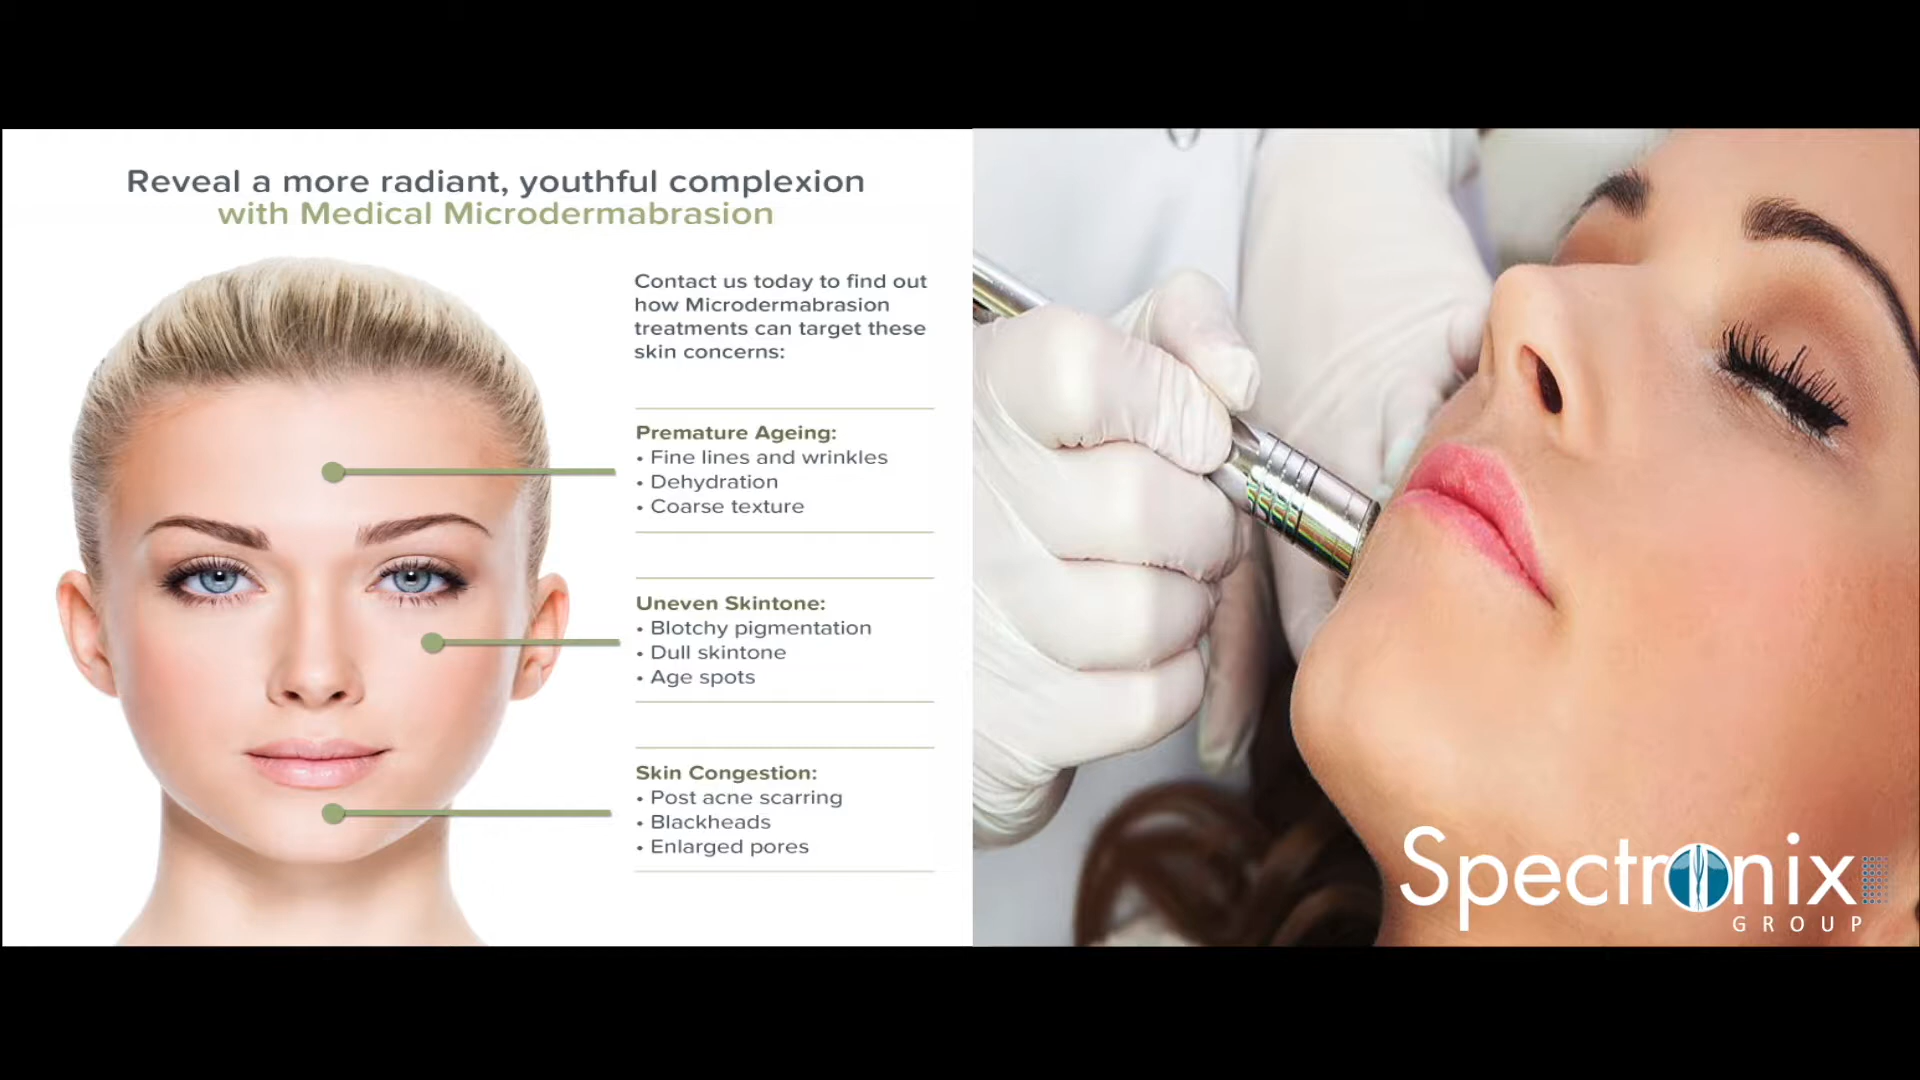 Reveal a more radiant, youthful complexion
with Medical Microdermabrasion
Contact us today to find out
how Microdermabrasion
treatments can target these
skin concerns:
Premature Ageing:
• Fine lines and wrinkles
• Dehydration
• Coarse texture
Uneven Skintone:
• Blotchy pigmentation
• Dull skintone
• Age spots
Skin Congestion:
• Post acne scarring
• Blackheads
• Enlarged pores
Spectronix
GROUP